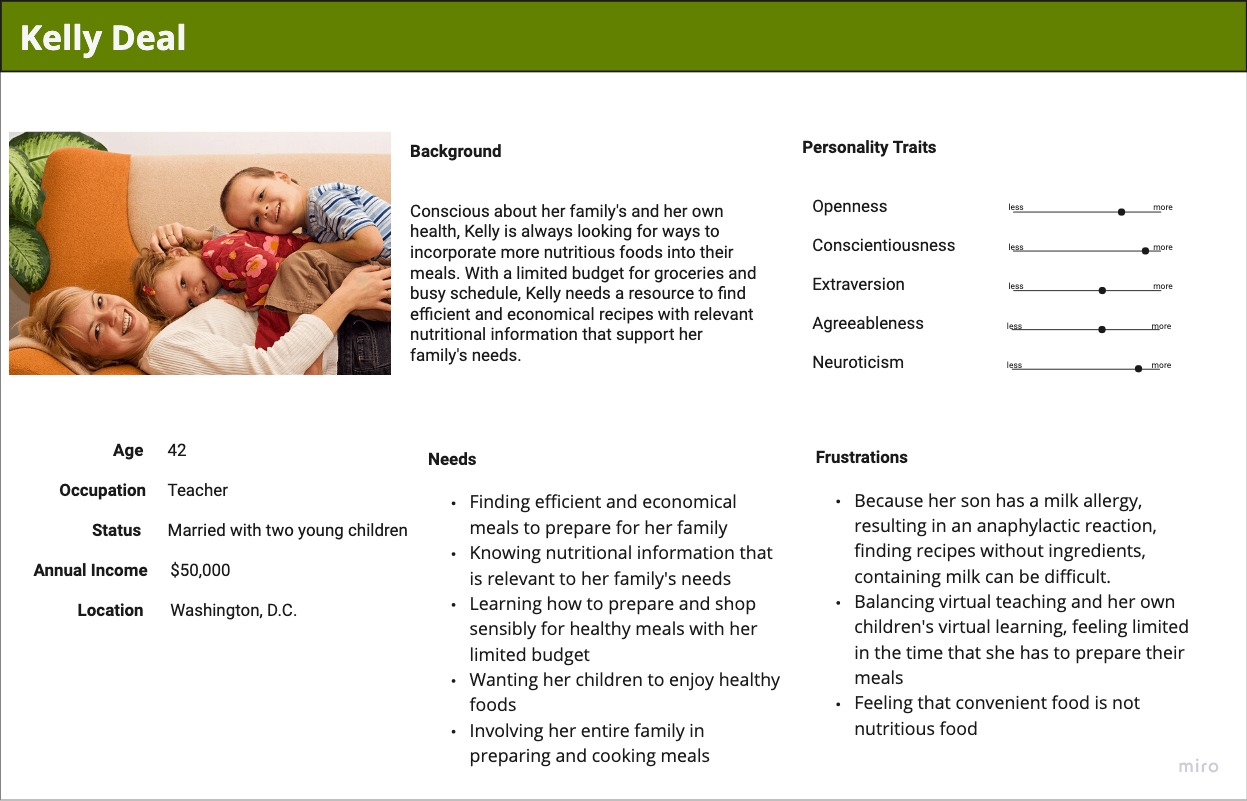 Kelly Deal
Background
Conscious about her family's and her own
health, Kelly is always looking for ways to
incorporate more nutritious foods into their
meals. With a limited budget for groceries and
busy schedule, Kelly needs a resource to find
efficient and economical recipes with relevant
nutritional information that support her
family's needs.
Personality Traits
Openness less more
Conscientiousness less more
Extraversion less more
Agreeableness less more
Neuroticism less more
Age 42
Occupation Teacher
Status Married with two young children
Annual Income $50,000
Location Washington, D.C.
Needs
• Finding efficient and economical
meals to prepare for her family
• Knowing nutritional information that
is relevant to her family's needs
• Learning how to prepare and shop
sensibly for healthy meals with her
limited budget
• Wanting her children to enjoy healthy
foods
• Involving her entire family in
preparing and cooking meals
Frustrations
• Because her son has a milk allergy,
resulting in an anaphylactic reaction,
finding recipes without ingredients,
containing milk can be difficult.
• Balancing virtual teaching and her own
children's virtual learning, feeling limited
in the time that she has to prepare their
meals
• Feeling that convenient food is not
nutritious food
miro